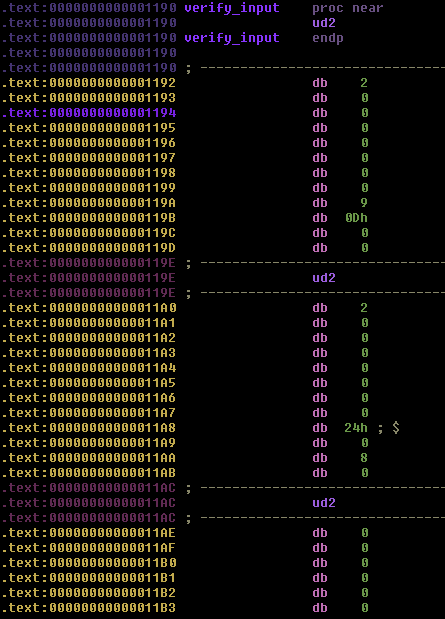 .text:0000000000001190 verify_input    proc near
.text:0000000000001190                 ud2
.text:0000000000001190 verify_input    endp
.text:0000000000001190
.text:0000000000001190 ; ------------------------------
.text:0000000000001192                 db    2
.text:0000000000001193                 db    0
.text:0000000000001194                 db    0
.text:0000000000001195                 db    0
.text:0000000000001196                 db    0
.text:0000000000001197                 db    0
.text:0000000000001198                 db    0
.text:0000000000001199                 db    0
.text:000000000000119A                 db    9
.text:000000000000119B                 db  0Dh
.text:000000000000119C                 db    0
.text:000000000000119D                 db    0
.text:000000000000119E ; ------------------------------
.text:000000000000119E                 ud2
.text:000000000000119E ; ------------------------------
.text:00000000000011A0                 db    2
.text:00000000000011A1                 db    0
.text:00000000000011A2                 db    0
.text:00000000000011A3                 db    0
.text:00000000000011A4                 db    0
.text:00000000000011A5                 db    0
.text:00000000000011A6                 db    0
.text:00000000000011A7                 db    0
.text:00000000000011A8                 db  24h ; $
.text:00000000000011A9                 db    0
.text:00000000000011AA                 db    8
.text:00000000000011AB                 db    0
.text:00000000000011AC ; ------------------------------
.text:00000000000011AC                 ud2
.text:00000000000011AC ; ------------------------------
.text:00000000000011AE                 db    0
.text:00000000000011AF                 db    0
.text:00000000000011B0                 db    0
.text:00000000000011B1                 db    0
.text:00000000000011B2                 db    0
.text:00000000000011B3                 db    0